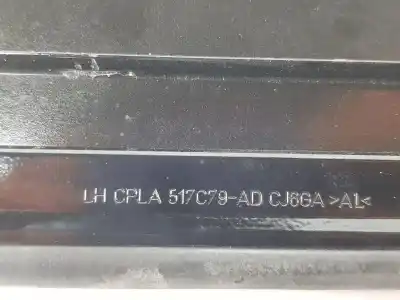 LH CPLA 517C79-AD CJ6GA >AL<